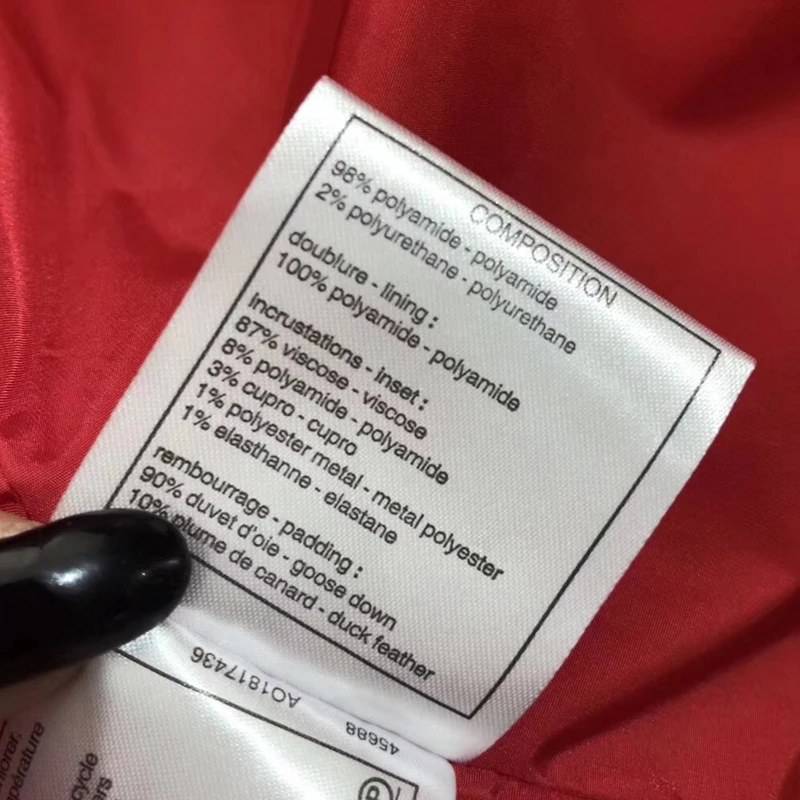 COMPOSITION
98% polyamide - polyamide
2% polyurethane - polyurethane
doublure - lining :
100% polyamide - polyamide
Incrustations - inset :
87% viscose - viscose
8% polyamide - polyamide
3% cupro - cupro
1% polyester metal - metal polyester
1% elasthanne - elastane
rembourrage - padding :
90% duvet d'oie - goose down
10% plume de canard - duck feather
AO1817436
45688